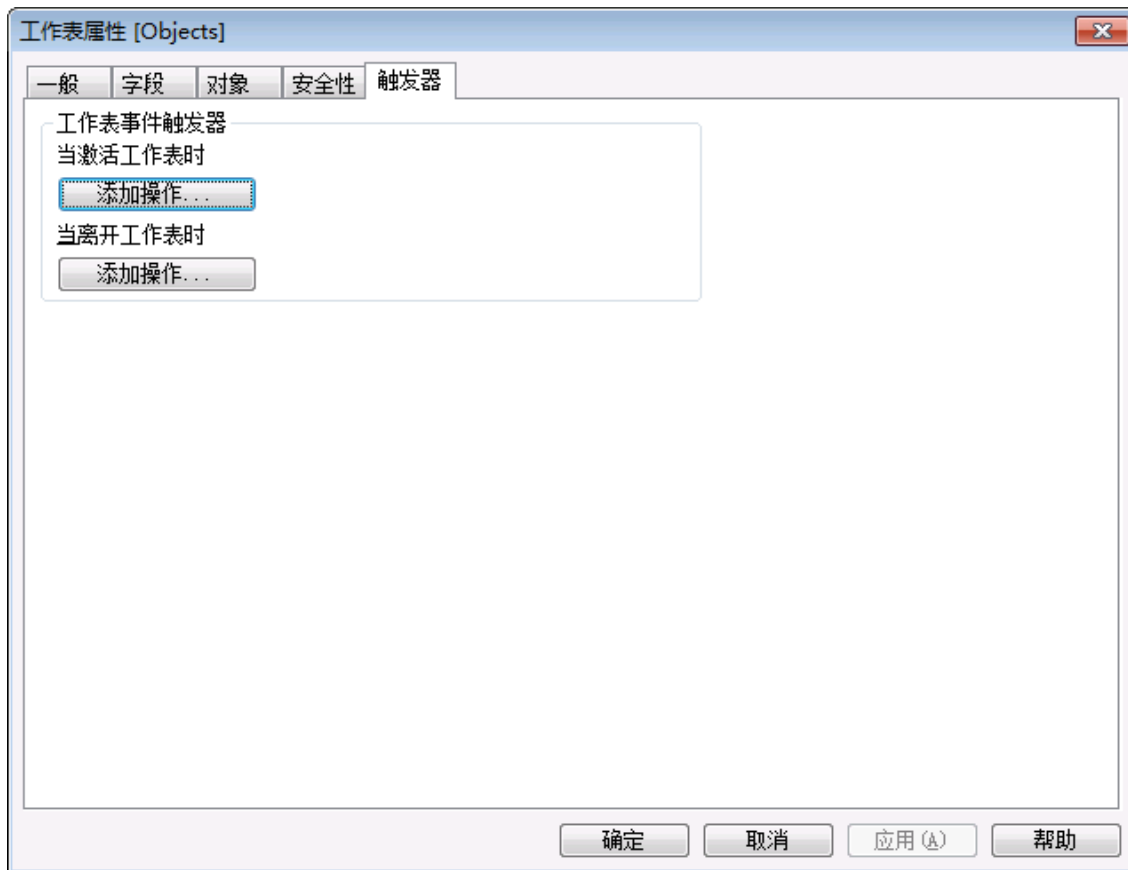 工作表属性 [Objects]
一般 字段 对象 安全性 触发器
工作表事件触发器
当激活工作表时
添加操作...
当离开工作表时
添加操作...
确定 取消 应用(A) 帮助